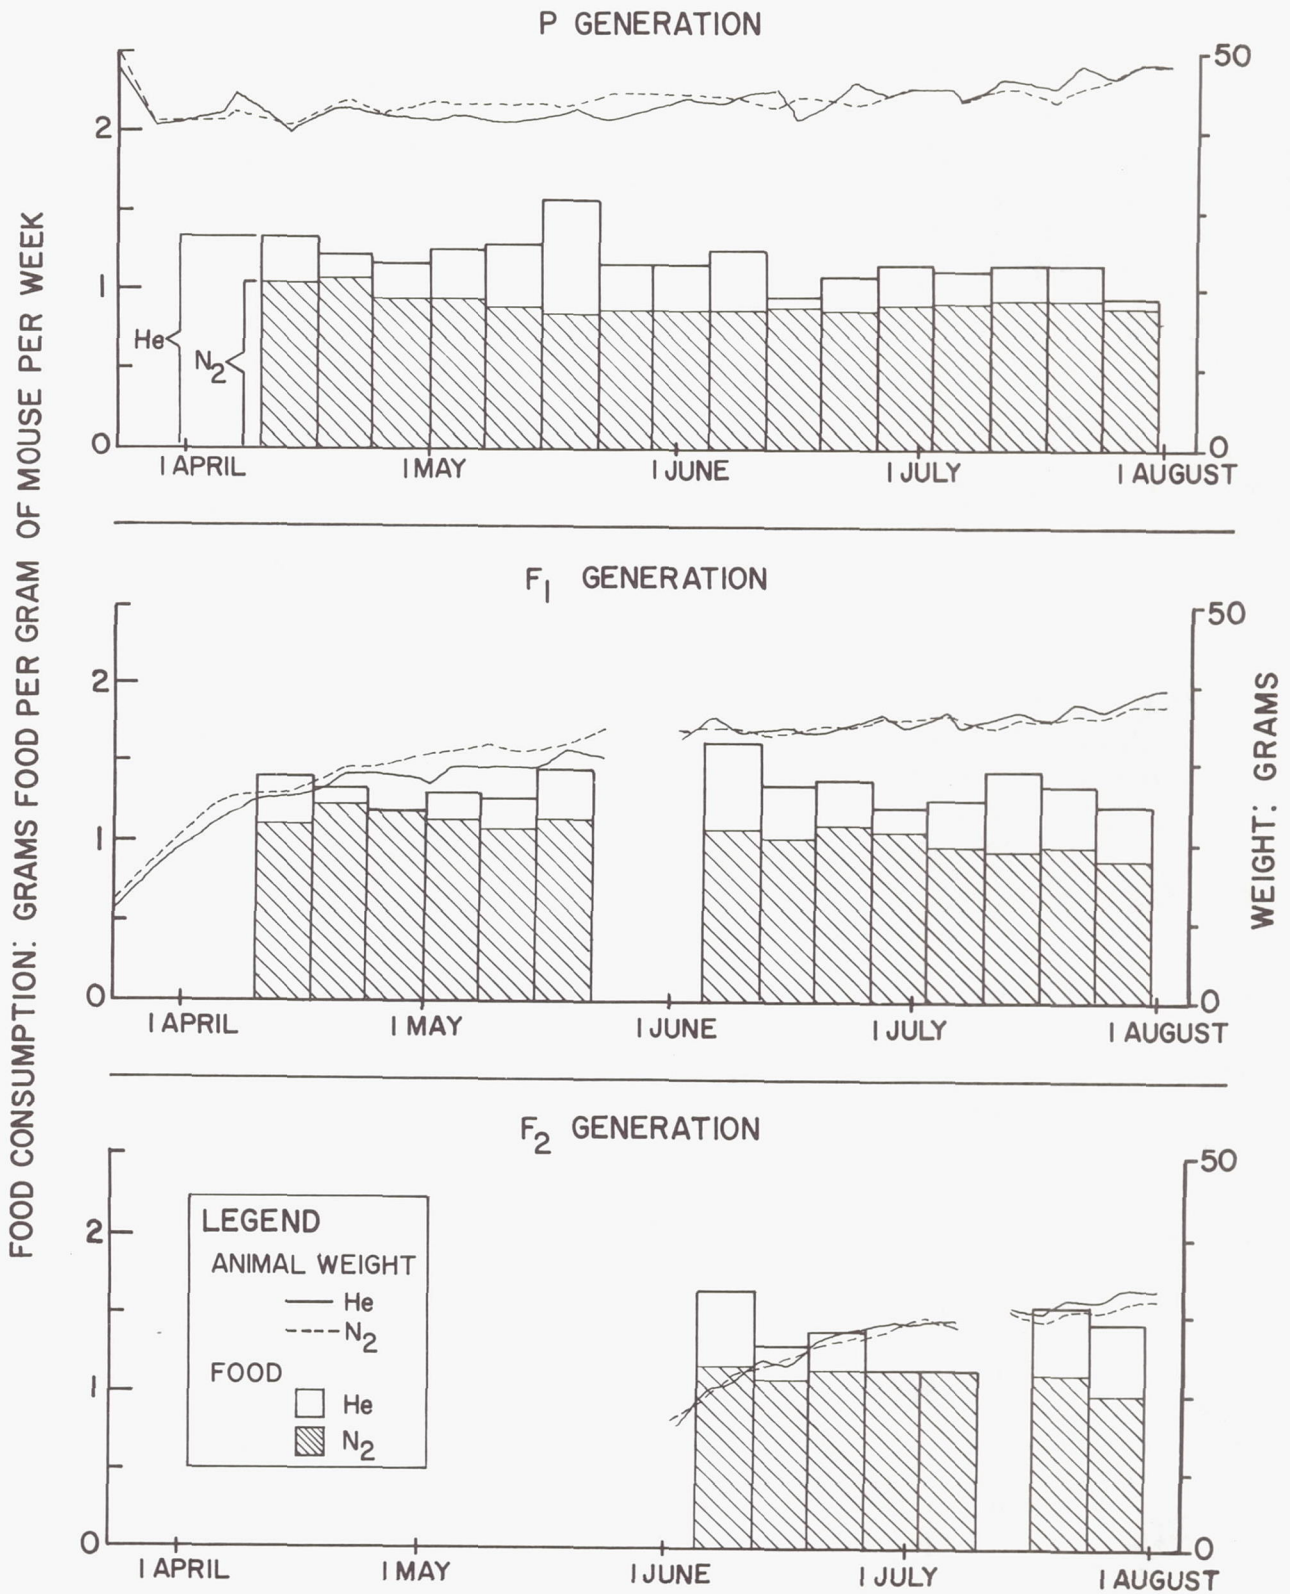 P GENERATION
FOOD CONSUMPTION: GRAMS FOOD PER GRAM OF MOUSE PER WEEK
2
1
0
50
0
He
N2
1 APRIL
1 MAY
1 JUNE
1 JULY
1 AUGUST
F1 GENERATION
2
1
0
50
0
WEIGHT: GRAMS
1 APRIL
1 MAY
1 JUNE
1 JULY
1 AUGUST
F2 GENERATION
2
1
0
50
0
LEGEND
ANIMAL WEIGHT
He
N2
FOOD
He
N2
1 APRIL
1 MAY
1 JUNE
1 JULY
1 AUGUST